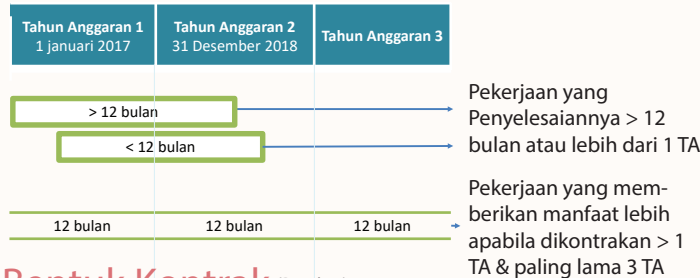 Tahun Anggaran 1
1 januari 2017
Tahun Anggaran 2
31 Desember 2018
Tahun Anggaran 3
> 12 bulan
< 12 bulan
Pekerjaan yang
Penyelesaiannya > 12
bulan atau lebih dari 1 TA
12 bulan
12 bulan
12 bulan
Pekerjaan yang mem-
berikan manfaat lebih
apabila dikontrakan > 1
TA & paling lama 3 TA
Bentuk Kontrak